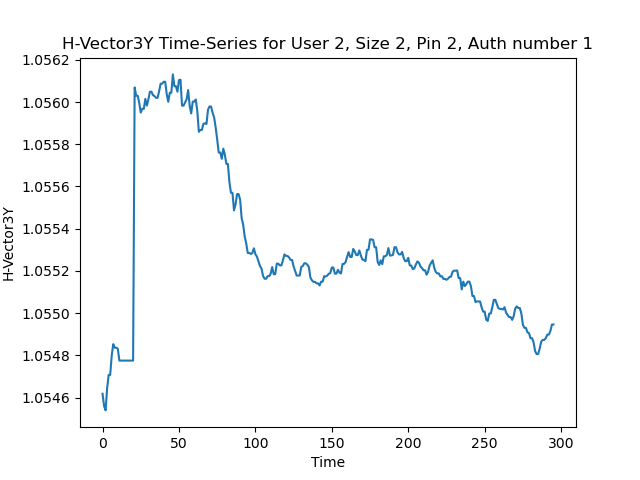 H-Vector3Y Time-Series for User 2, Size 2, Pin 2, Auth number 1
1.0562
1.0560
1.0558
1.0556
1.0554
1.0552
1.0550
1.0548
1.0546
H-Vector3Y
0 50 100 150 200 250 300
Time